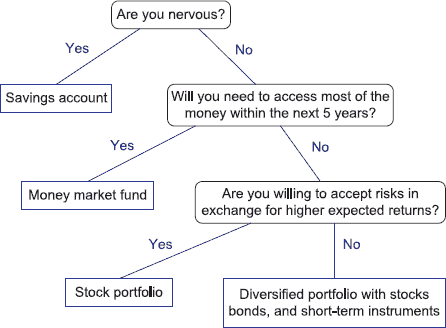 Are you nervous?
Yes
No
Savings account
Will you need to access most of the
money within the next 5 years?
Yes
No
Money market fund
Are you willing to accept risks in
exchange for higher expected returns?
Yes
No
Stock portfolio
Diversified portfolio with stocks
bonds, and short-term instruments